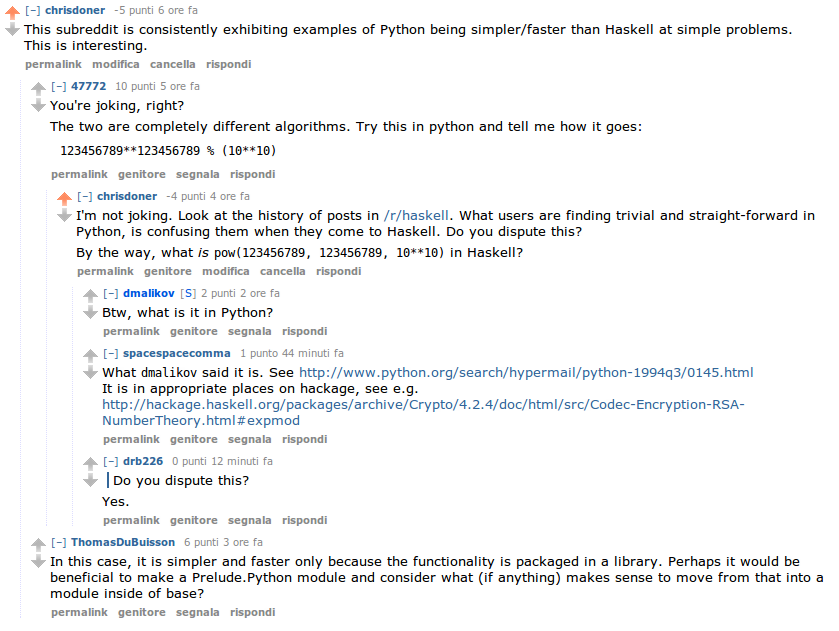 [–] chrisdoner -5 punti 6 ore fa
This subreddit is consistently exhibiting examples of Python being simpler/faster than Haskell at simple problems.
This is interesting.
permalink modifica cancella rispondi
[–] 47772 10 punti 5 ore fa
You're joking, right?
The two are completely different algorithms. Try this in python and tell me how it goes:
123456789**123456789 % (10**10)
permalink genitore segnala rispondi
[–] chrisdoner -4 punti 4 ore fa
I'm not joking. Look at the history of posts in /r/haskell. What users are finding trivial and straight-forward in
Python, is confusing them when they come to Haskell. Do you dispute this?
By the way, what is pow(123456789, 123456789, 10**10) in Haskell?
permalink genitore modifica cancella rispondi
[–] dmalikov [S] 2 punti 2 ore fa
Btw, what is it in Python?
permalink genitore segnala rispondi
[–] spacespacecomma 1 punto 44 minuti fa
What dmalikov said it is. See http://www.python.org/search/hypermail/python-1994q3/0145.html
It is in appropriate places on hackage, see e.g.
http://hackage.haskell.org/packages/archive/Crypto/4.2.4/doc/html/src/Codec-Encryption-RSA-
NumberTheory.html#expmod
permalink genitore segnala rispondi
[–] drb226 0 punti 12 minuti fa
Do you dispute this?
Yes.
permalink genitore segnala rispondi
[–] ThomasDuBuisson 6 punti 3 ore fa
In this case, it is simpler and faster only because the functionality is packaged in a library. Perhaps it would be
beneficial to make a Prelude.Python module and consider what (if anything) makes sense to move from that into a
module inside of base?
permalink genitore segnala rispondi